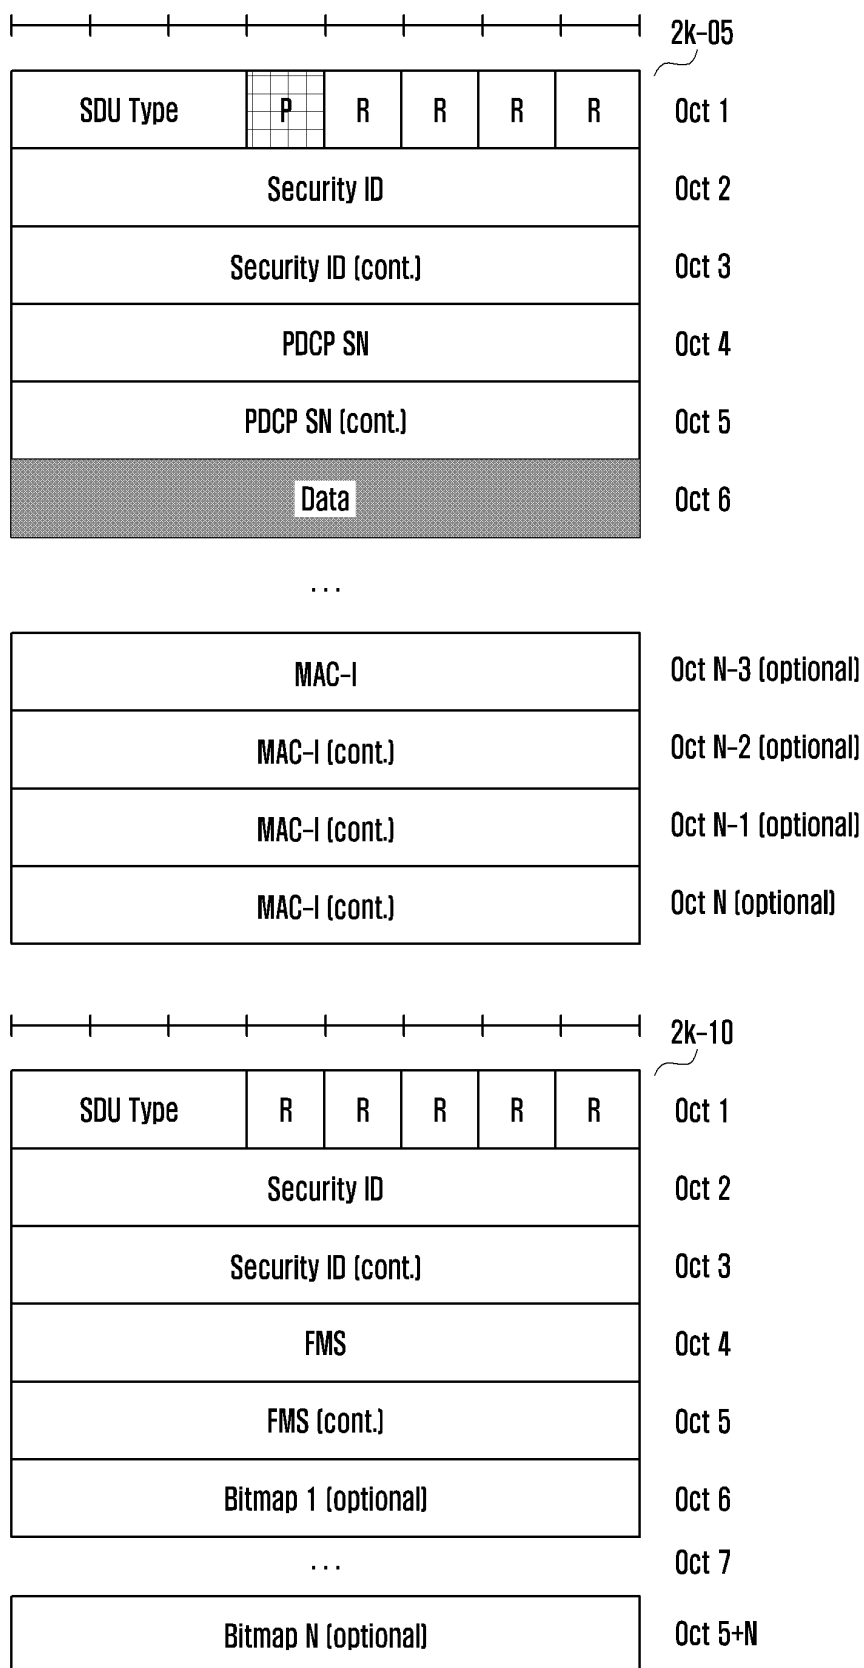 2k-05
SDU Type P R R R R Oct 1
Security ID Oct 2
Security ID (cont.) Oct 3
PDCP SN Oct 4
PDCP SN (cont.) Oct 5
Data Oct 6
...
MAC-I Oct N-3 (optional)
MAC-I (cont.) Oct N-2 (optional)
MAC-I (cont.) Oct N-1 (optional)
MAC-I (cont.) Oct N (optional)
2k-10
SDU Type R R R R R Oct 1
Security ID Oct 2
Security ID (cont.) Oct 3
FMS Oct 4
FMS (cont.) Oct 5
Bitmap 1 (optional) Oct 6
... Oct 7
Bitmap N (optional) Oct 5+N